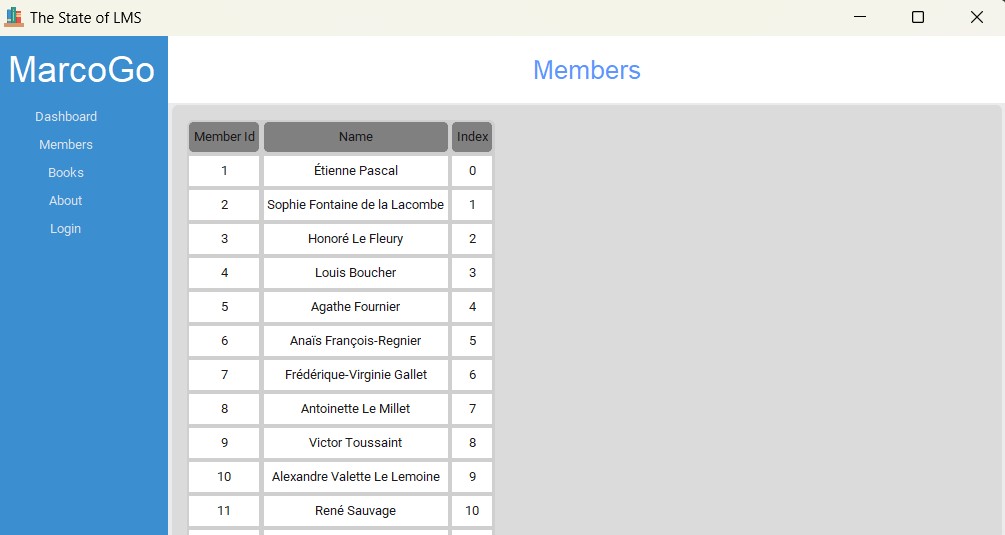 The State of LMS
MarcoGo
Dashboard
Members
Books
About
Login
Members
Member Id Name Index
1 Étienne Pascal 0
2 Sophie Fontaine de la Lacombe 1
3 Honoré Le Fleury 2
4 Louis Boucher 3
5 Agathe Fournier 4
6 Anaïs François-Regnier 5
7 Frédérique-Virginie Gallet 6
8 Antoinette Le Millet 7
9 Victor Toussaint 8
10 Alexandre Valette Le Lemoine 9
11 René Sauvage 10